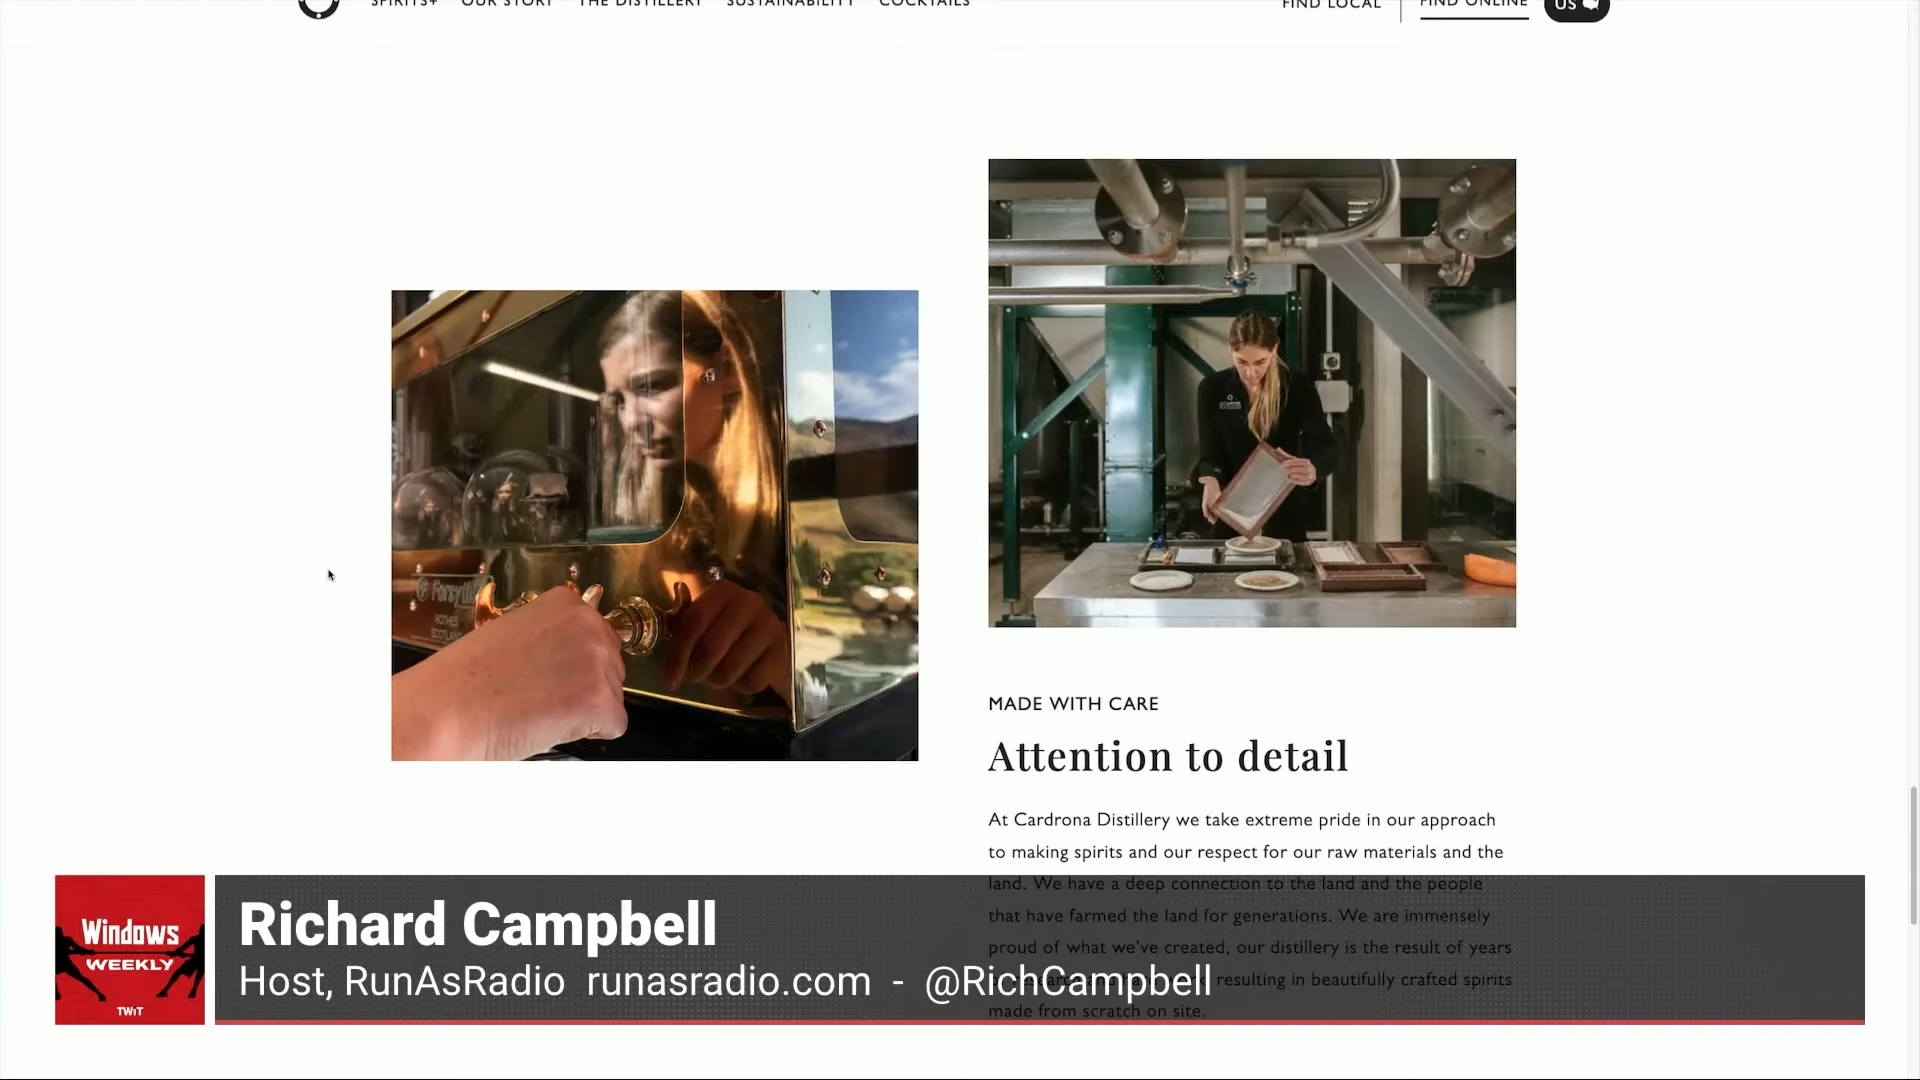 SPIRITS+ OUR STORY THE DISTILLERY SUSTAINABILITY COCKTAILS FIND LOCAL FIND ONLINE US
Forsyths
ROTHES
SCOTLAND
MADE WITH CARE
Attention to detail
At Cardrona Distillery we take extreme pride in our approach
to making spirits and our respect for our raw materials and the
land. We have a deep connection to the land and the people
that have farmed the land for generations. We are immensely
proud of what we've created, our distillery is the result of years
resulting in beautifully crafted spirits
made from scratch on site.
Windows
WEEKLY
TWiT
Richard Campbell
Host, RunAsRadio runasradio.com - @RichCampbell